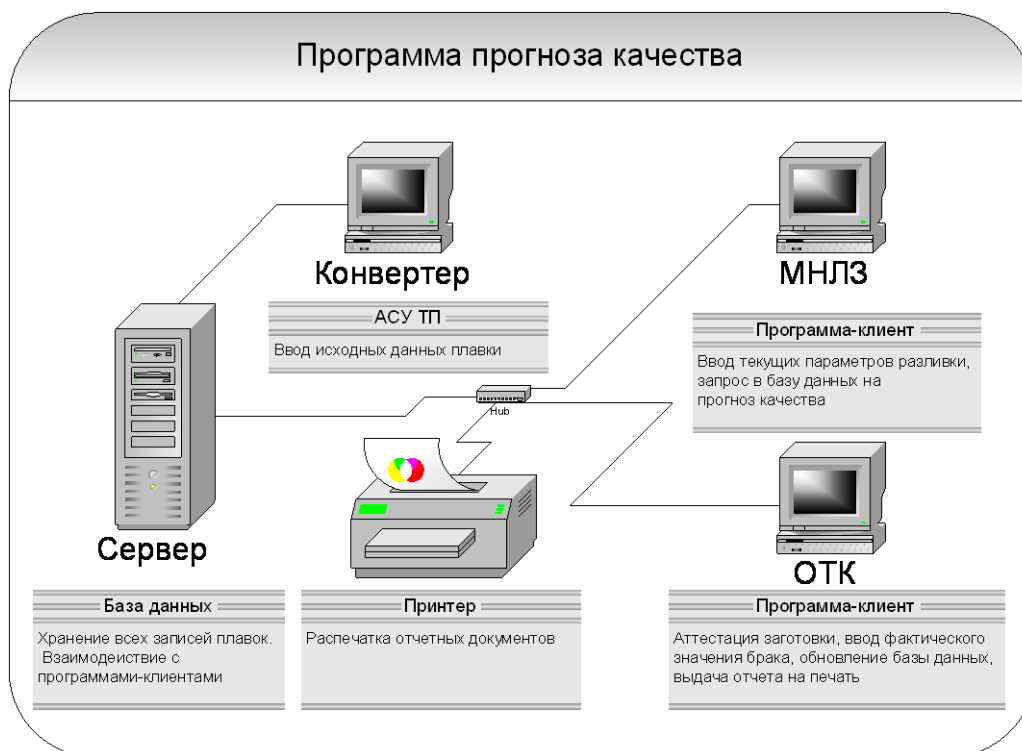 Программа прогноза качества
Конвертер
МНЛЗ
АСУ ТП
Ввод исходных данных плавки
Программа-клиент
Ввод текущих параметров разливки,
запрос в базу данных на
прогноз качества
Hub
Сервер
ОТК
База данных
Хранение всех записей плавок.
Взаимодеиствие с
программами-клиентами
Принтер
Распечатка отчетных документов
Программа-клиент
Аттестация заготовки, ввод фактического
значения брака, обновление базы данных,
выдача отчета на печать